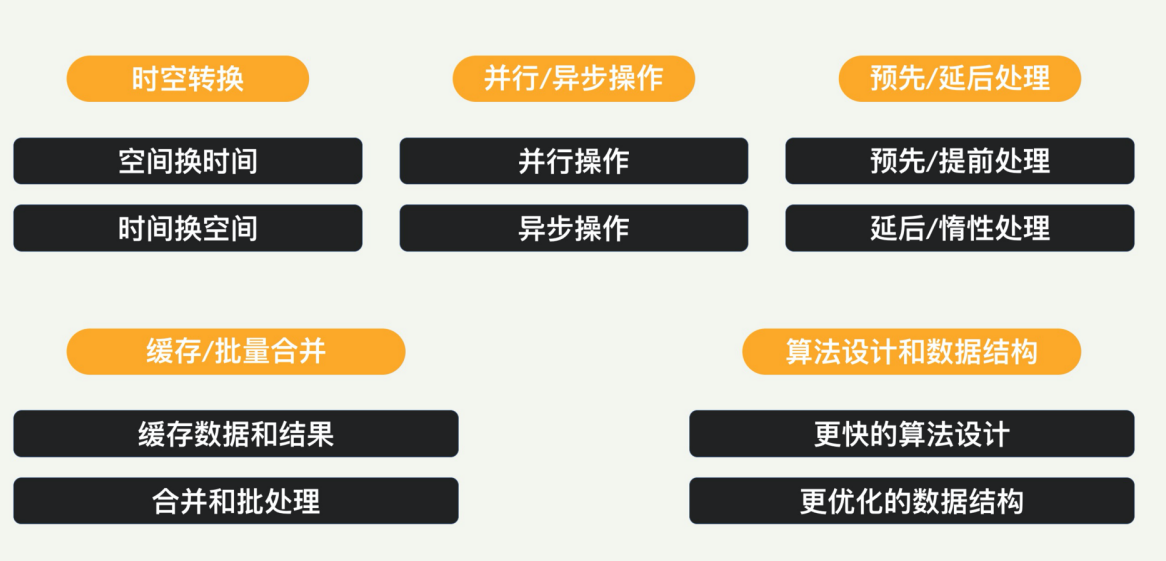 时空转换
并行/异步操作
预先/延后处理
空间换时间
并行操作
预先/提前处理
时间换空间
异步操作
延后/惰性处理
缓存/批量合并
算法设计和数据结构
缓存数据和结果
更快的算法设计
合并和批处理
更优化的数据结构